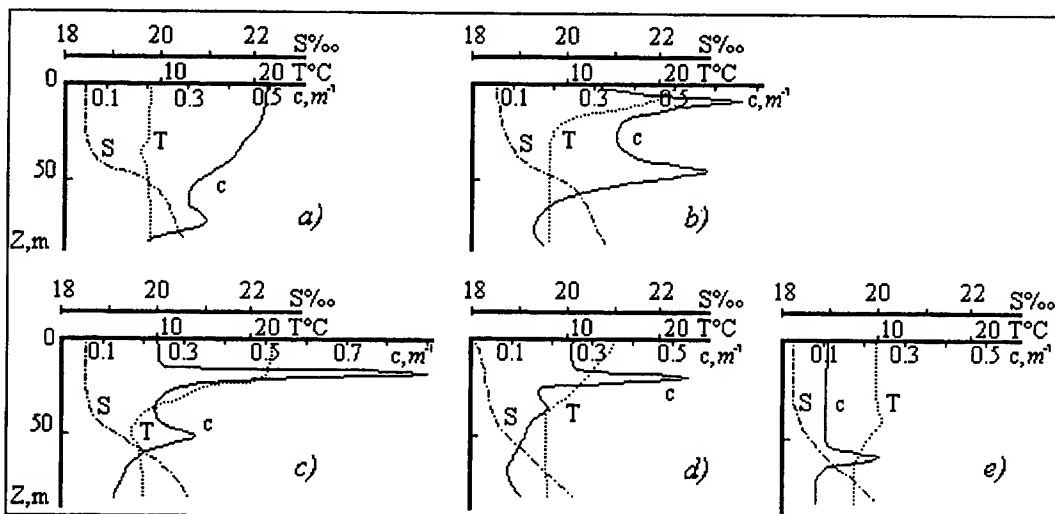 18 20 22 S‰
0 10 20 T°C
0.1 0.3 0.5 c, m⁻¹
S T c
50
Z, m a)
18 20 22 S‰
10 20 T°C
0.1 0.3 0.5 c, m⁻¹
S T c
b)
18 20 22 S‰
0 10 20 T°C
0.1 0.3 0.5 0.7 c, m⁻¹
S T c
50
Z, m c)
18 20 22 S‰
10 20 T°C
0.1 0.3 0.5 c, m⁻¹
S T c
d)
18 20 22 S‰
10 20 T°C
0.1 0.3 0.5 c, m⁻¹
S c T
e)